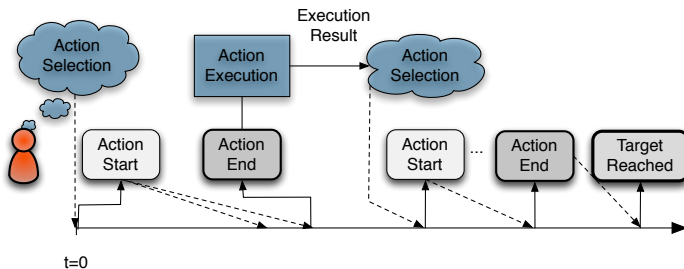 Execution
Result
Action
Selection
Action
Execution
Action
Selection
Action
Start
Action
End
Action
Start
...
Action
End
Target
Reached
t=0